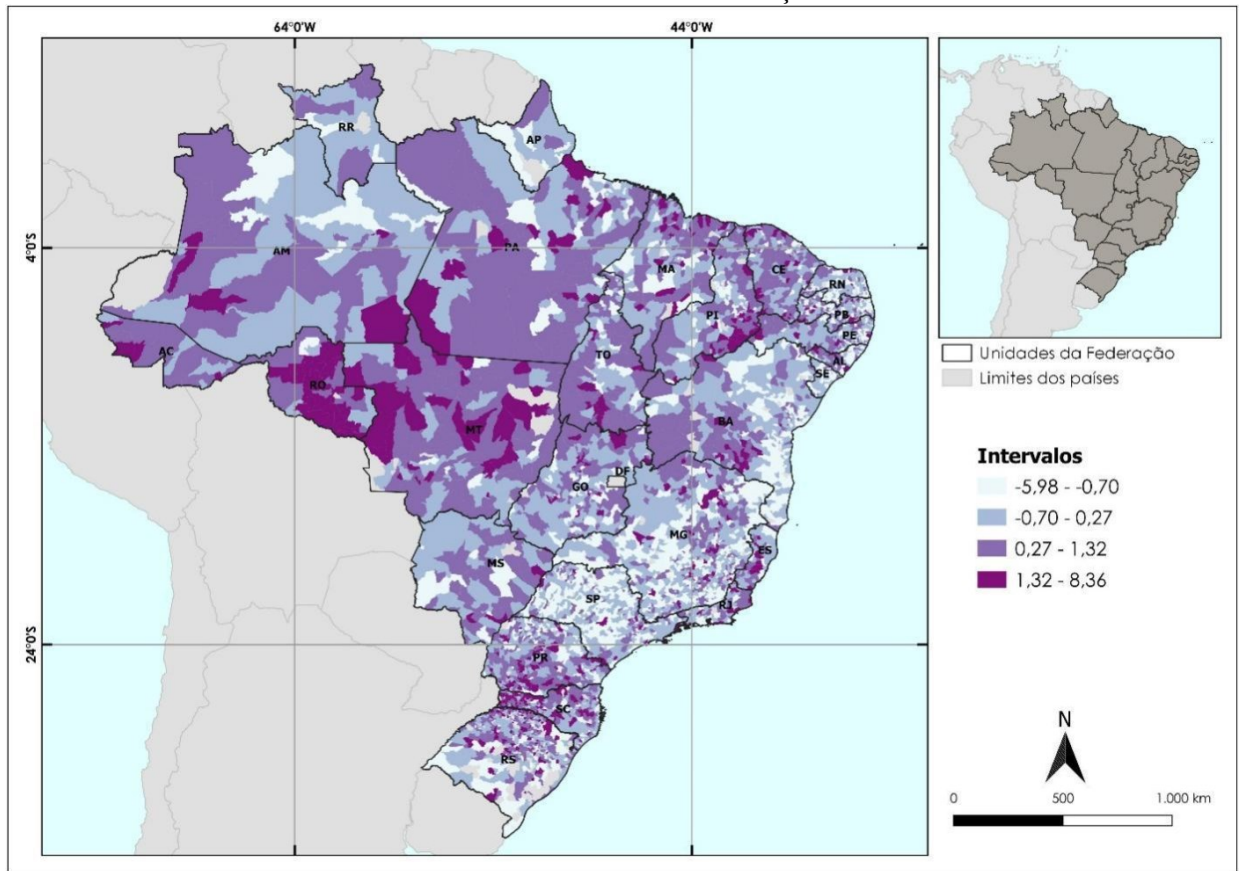 64°0'W
44°0'W
4°0'S
24°0'S
RR
AP
AM
PA
MA
CE
RN
PB
PE
AL
SE
PI
TO
AC
RO
MT
BA
DF
GO
MG
ES
MS
SP
RJ
PR
SC
RS
Unidades da Federação
Limites dos países
Intervalos
-5,98 - -0,70
-0,70 - 0,27
0,27 - 1,32
1,32 - 8,36
N
0 500 1.000 km